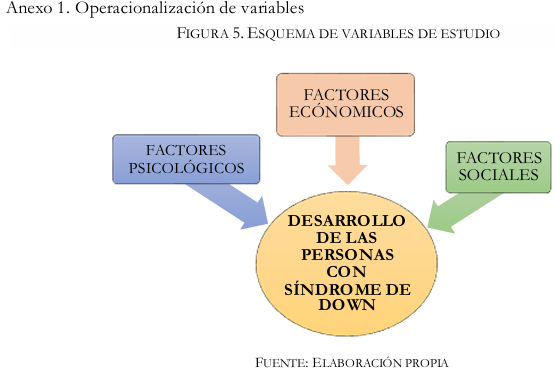 Anexo 1. Operacionalización de variables
FIGURA 5. ESQUEMA DE VARIABLES DE ESTUDIO
FACTORES
ECÓNOMICOS
FACTORES
PSICOLÓGICOS
FACTORES
SOCIALES
DESARROLLO
DE LAS
PERSONAS
CON
SÍNDROME DE
DOWN
FUENTE: ELABORACIÓN PROPIA